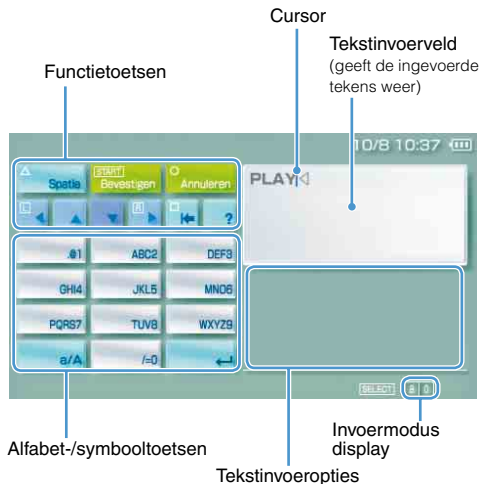 Cursor
Tekstinvoerveld
(geeft de ingevoerde
tekens weer)
Functietoetsen
10/8 10:37
Spatie
START
Bevestigen
Annuleren
L
R
?
PLAY
.@1
ABC2
DEF3
GHI4
JKL5
MNO6
PQRS7
TUV8
WXYZ9
a/A
/=0
SELECT
Alfabet-/symbooltoetsen
Invoermodus
display
Tekstinvoeropties